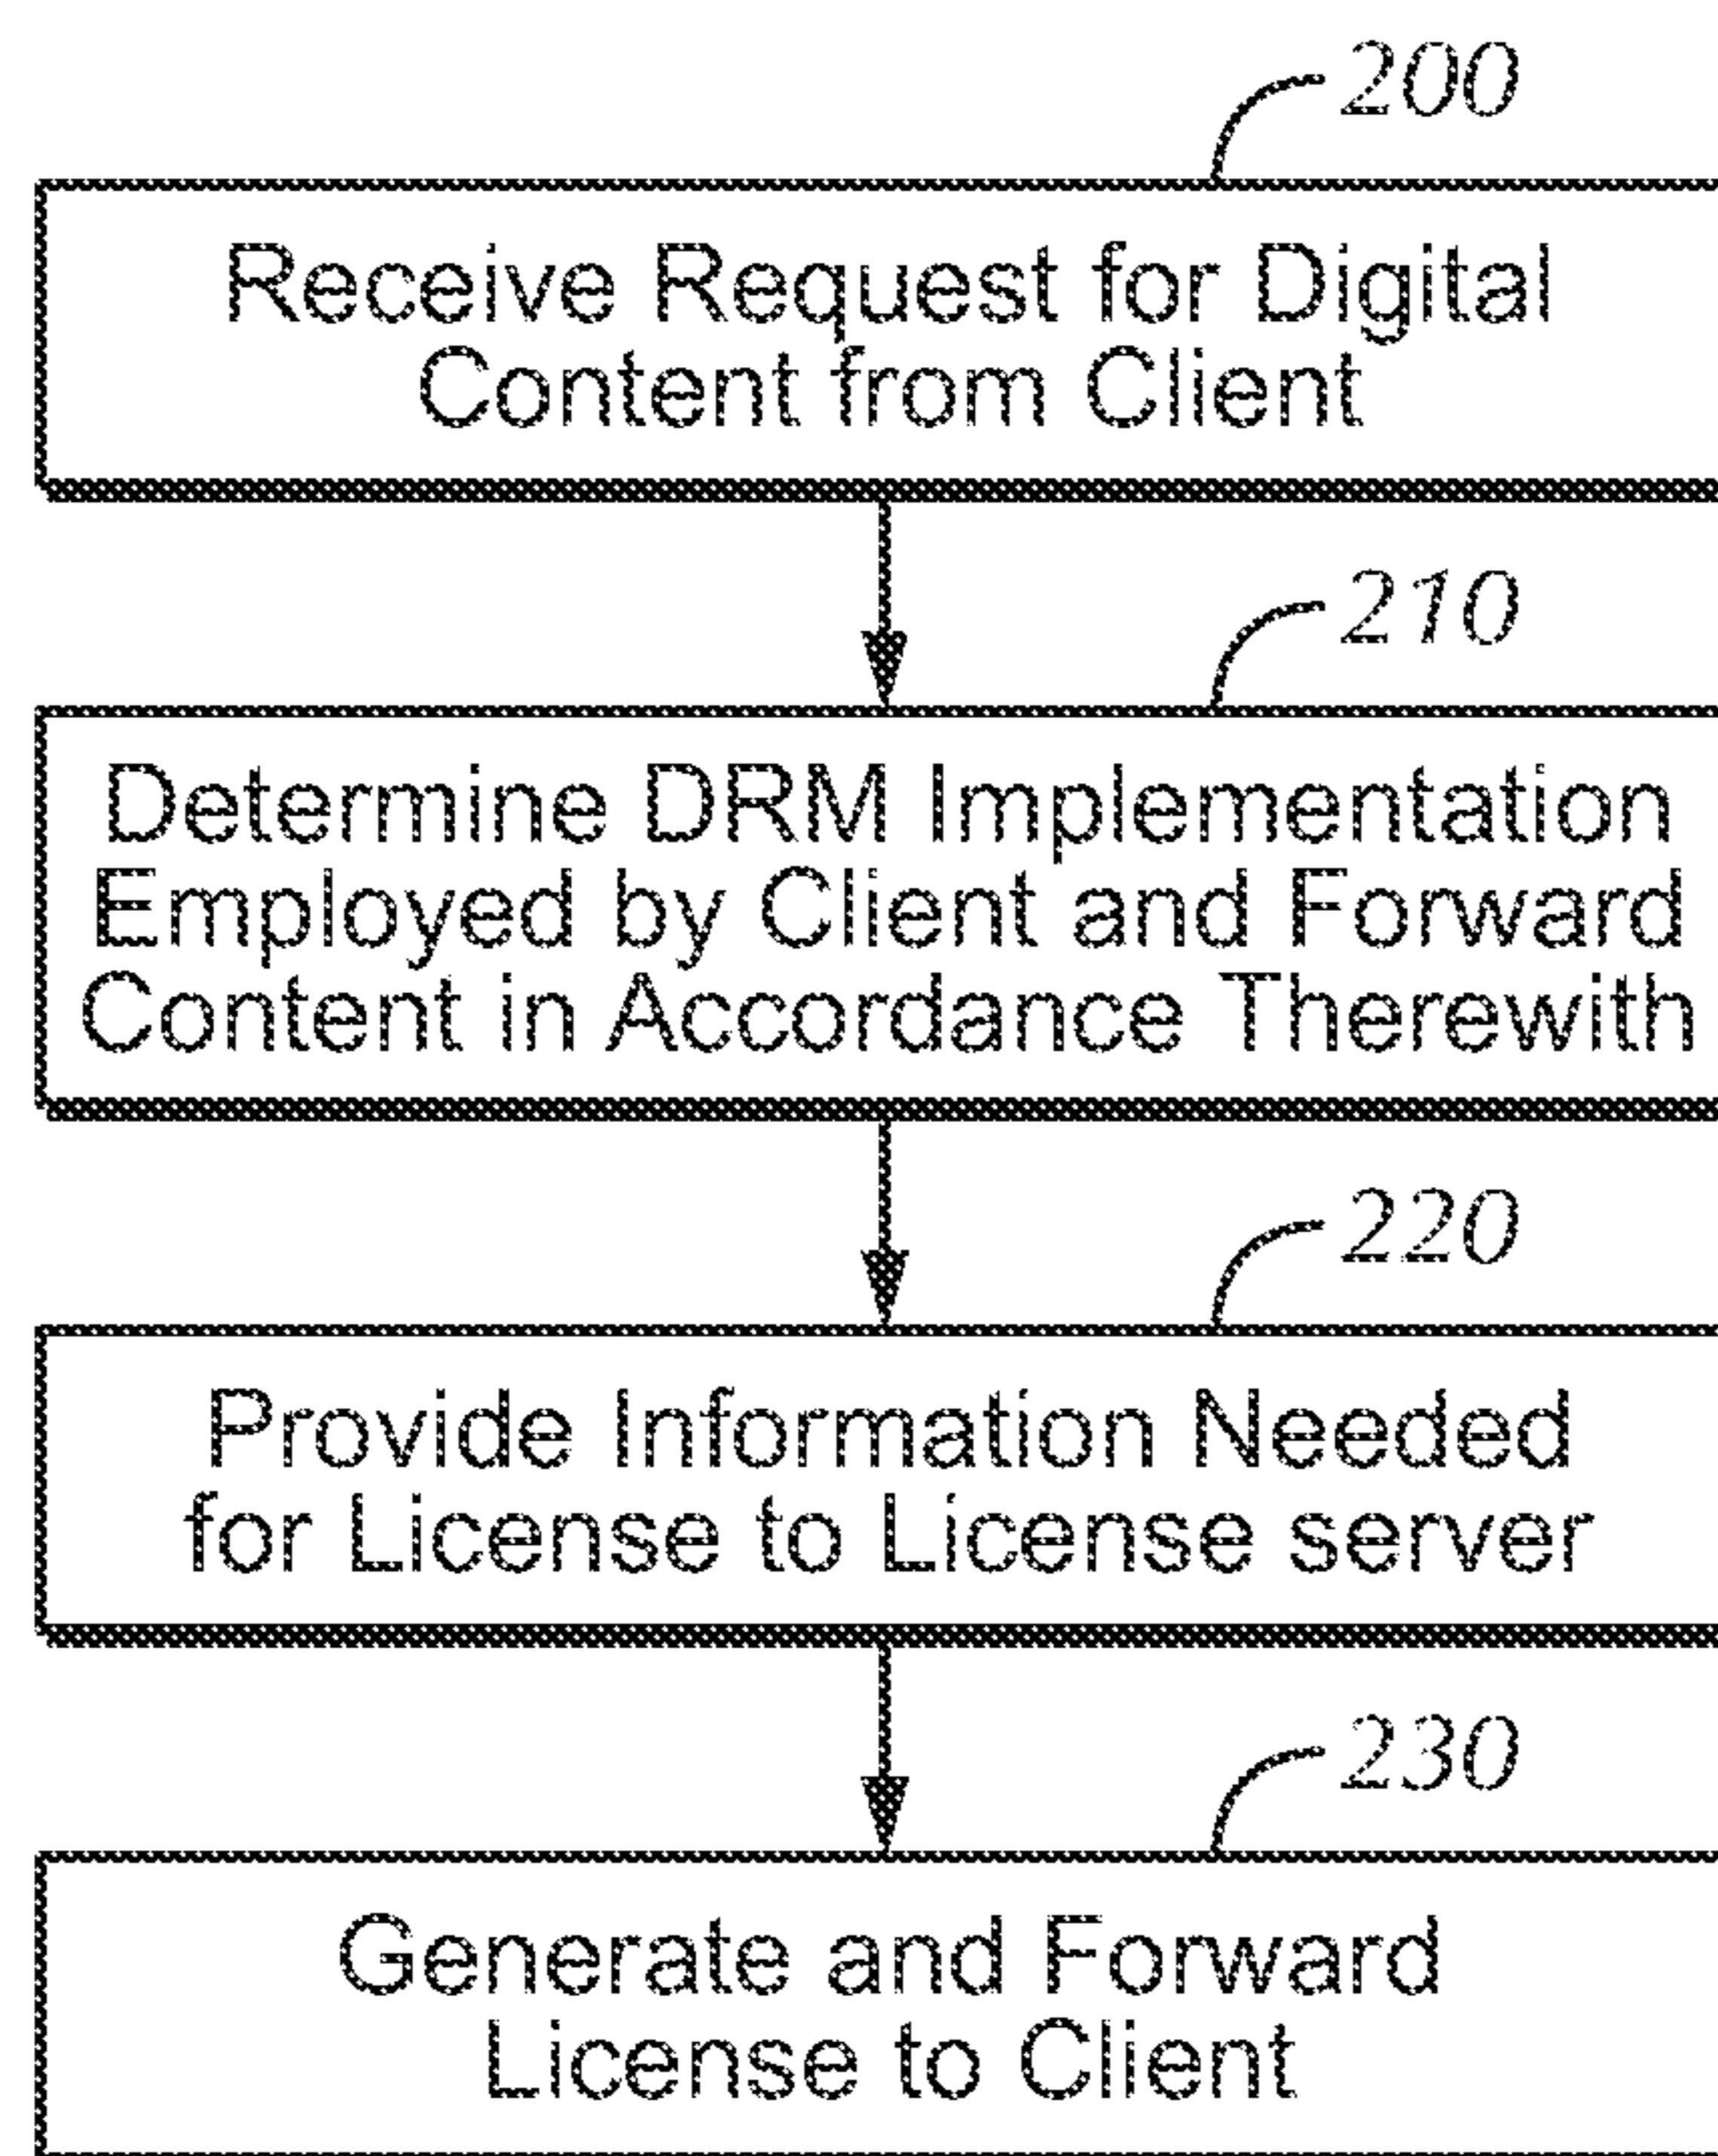 200
Receive Request for Digital
Content from Client
210
Determine DRM Implementation
Employed by Client and Forward
Content in Accordance Therewith
220
Provide Information Needed
for License to License server
230
Generate and Forward
License to Client